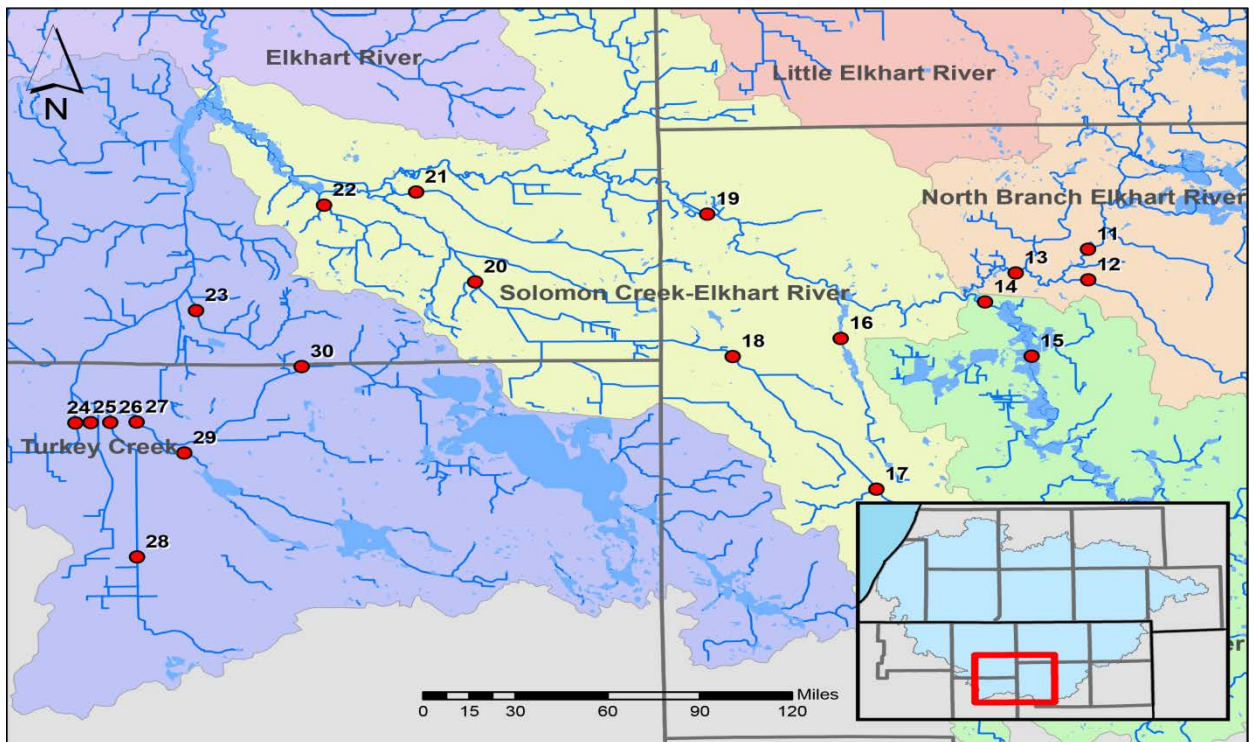 Elkhart River
Little Elkhart River
N
22
21
19
North Branch Elkhart River
11
13
12
20
Solomon Creek-Elkhart River
14
23
16
18
15
30
24 25 26 27
Turkey Creek
29
17
28
Miles
0 15 30 60 90 120